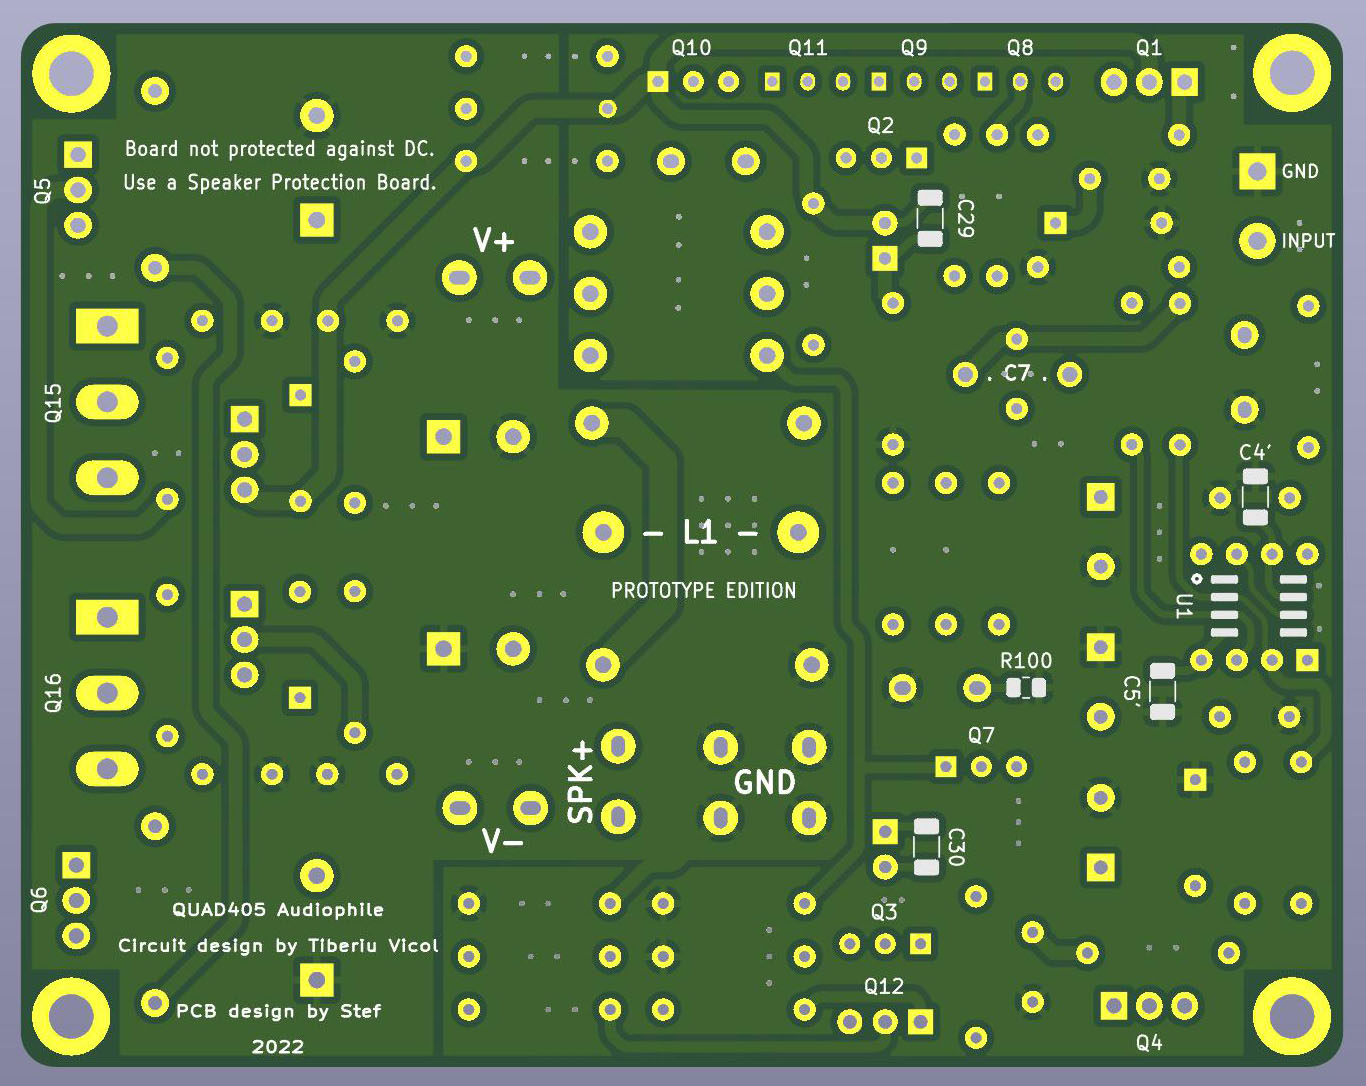 Q10
Q11
Q9
Q8
Q1
Q2
Board not protected against DC.
Use a Speaker Protection Board.
Q5
GND
C29
V+
INPUT
. C7 .
Q15
C4'
- L1 -
PROTOTYPE EDITION
U1
R100
Q16
C5'
SPK+
Q7
GND
V-
C30
Q6
QUAD405 Audiophile
Q3
Circuit design by Tiberiu Vicol
Q12
PCB design by Stef
Q4
2022